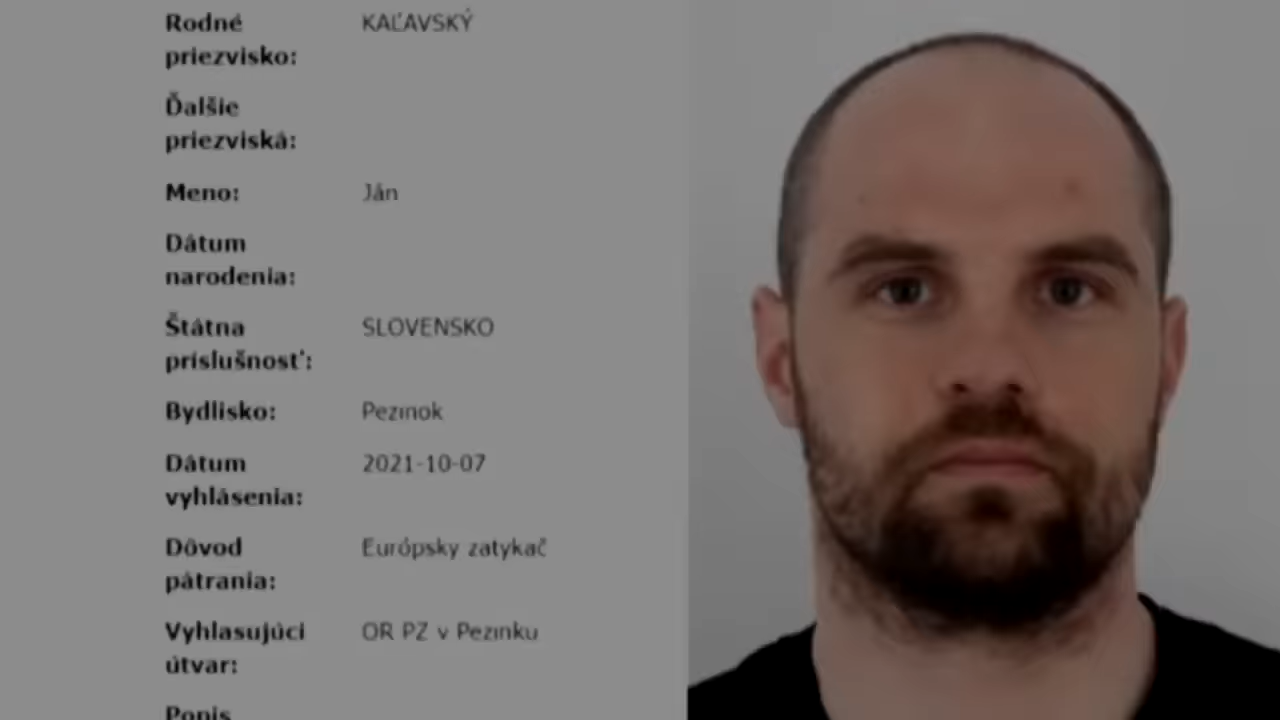 Rodné KAĽAVSKÝ
priezvisko:
Ďalšie
priezviská:
Meno: Ján
Dátum
narodenia:
Štátna SLOVENSKO
príslušnosť:
Bydlisko: Pezinok
Dátum 2021-10-07
vyhlásenia:
Dôvod Európsky zatykač
pátrania:
Vyhlasujúci OR PZ v Pezinku
útvar:
Popis